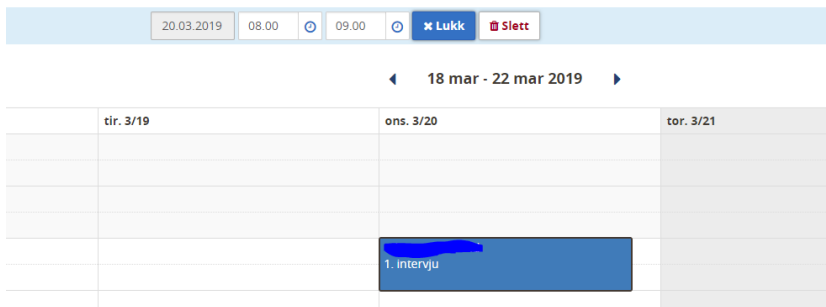 20.03.2019 08.00 09.00 Lukk Slett
18 mar - 22 mar 2019
tir. 3/19 ons. 3/20 tor. 3/21
1. intervju